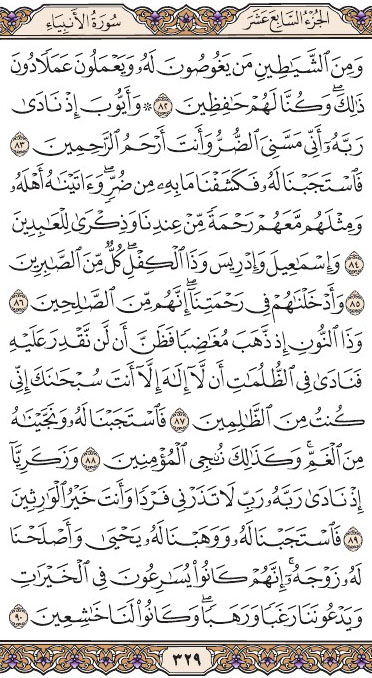 الجُزْءُ السَّابِعَ عَشَرَ سُورَةُ الأَنْبِيَاءِ
وَمِنَ ٱلشَّيَٰطِينِ مَن يَغُوصُونَ لَهُۥ وَيَعْمَلُونَ عَمَلًا دُونَ
ذَٰلِكَۖ وَكُنَّا لَهُمْ حَٰفِظِينَ ٨٢ ۞ وَأَيُّوبَ إِذْ نَادَىٰ
رَبَّهُۥٓ أَنِّي مَسَّنِيَ ٱلضُّرُّ وَأَنتَ أَرْحَمُ ٱلرَّٰحِمِينَ ٨٣
فَٱسْتَجَبْنَا لَهُۥ فَكَشَفْنَا مَا بِهِۦ مِن ضُرّٖۖ وَءَاتَيْنَٰهُ أَهْلَهُۥ
وَمِثْلَهُم مَّعَهُمْ رَحْمَةٗ مِّنْ عِندِنَا وَذِكْرَىٰ لِلْعَٰبِدِينَ
٨٤ وَإِسْمَٰعِيلَ وَإِدْرِيسَ وَذَا ٱلْكِفْلِۖ كُلّٞ مِّنَ ٱلصَّٰبِرِينَ
٨٥ وَأَدْخَلْنَٰهُمْ فِي رَحْمَتِنَآۖ إِنَّهُم مِّنَ ٱلصَّٰلِحِينَ ٨٦
وَذَا ٱلنُّونِ إِذ ذَّهَبَ مُغَٰضِبٗا فَظَنَّ أَن لَّن نَّقْدِرَ عَلَيْهِ
فَنَادَىٰ فِي ٱلظُّلُمَٰتِ أَن لَّآ إِلَٰهَ إِلَّآ أَنتَ سُبْحَٰنَكَ إِنِّي
كُنتُ مِنَ ٱلظَّٰلِمِينَ ٨٧ فَٱسْتَجَبْنَا لَهُۥ وَنَجَّيْنَٰهُ
مِنَ ٱلْغَمِّۚ وَكَذَٰلِكَ نُـۨجِي ٱلْمُؤْمِنِينَ ٨٨ وَزَكَرِيَّآ
إِذْ نَادَىٰ رَبَّهُۥ رَبِّ لَا تَذَرْنِي فَرْدٗا وَأَنتَ خَيْرُ ٱلْوَٰرِثِينَ
٨٩ فَٱسْتَجَبْنَا لَهُۥ وَوَهَبْنَا لَهُۥ يَحْيَىٰ وَأَصْلَحْنَا
لَهُۥ زَوْجَهُۥٓۚ إِنَّهُمْ كَانُوا۟ يُسَٰرِعُونَ فِي ٱلْخَيْرَٰتِ
وَيَدْعُونَنَا رَغَبٗا وَرَهَبٗاۖ وَكَانُوا۟ لَنَا خَٰشِعِينَ ٩٠
٣٢٩